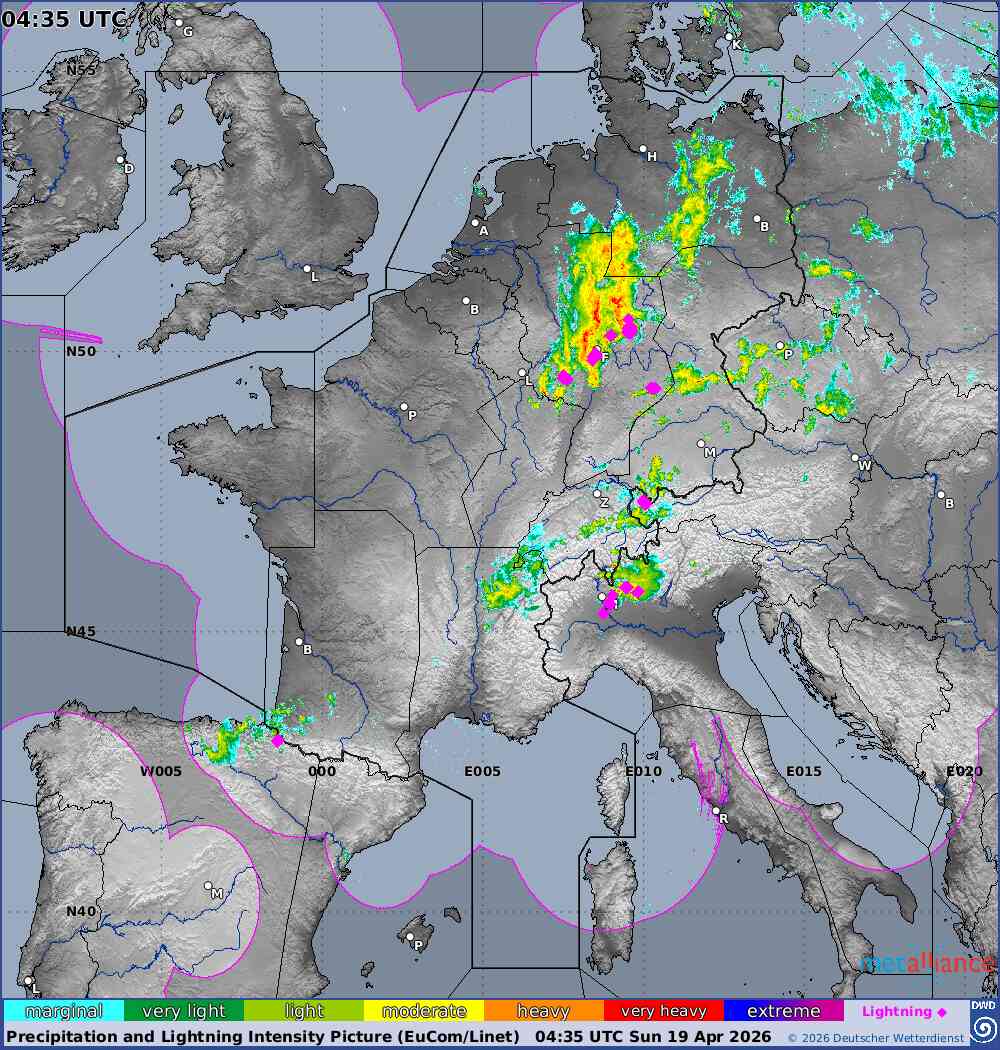 04:35 UTC
G
K
N55
H
D
A
B
L
B
P
N50
F
L
P
M
W
Z
B
N45
B
W005
000
E005
E010
E015
E020
R
M
N40
P
L
metalliance
marginal
very light
light
moderate
heavy
very heavy
extreme
Lightning
DWD
Precipitation and Lightning Intensity Picture (EuCom/Linet) 04:35 UTC Sun 19 Apr 2026 © 2026 Deutscher Wetterdienst